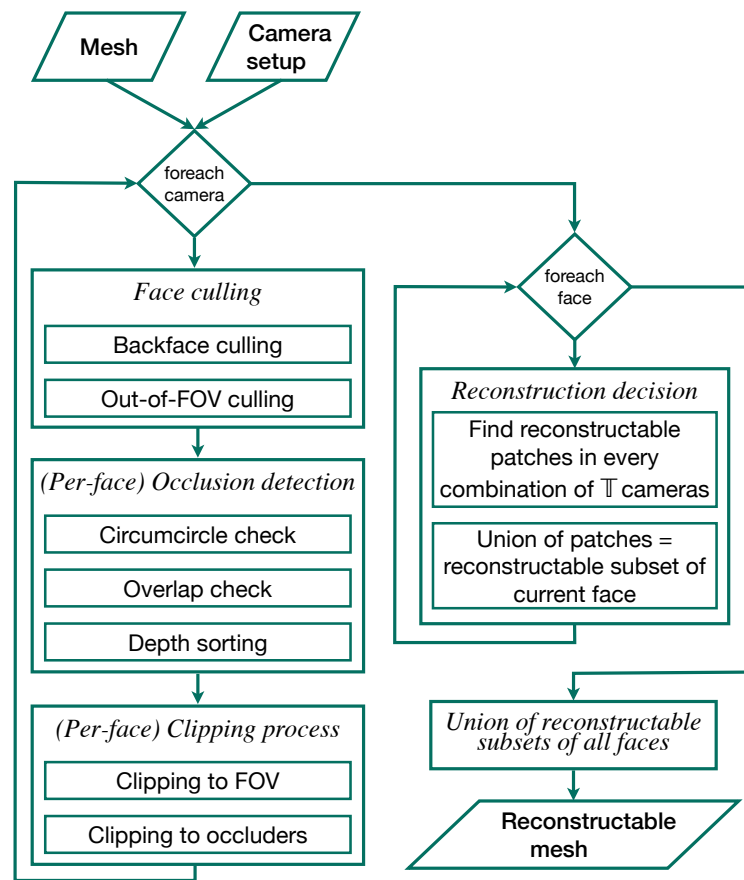 Mesh
Camera
setup
foreach
camera
Face culling
Backface culling
Out-of-FOV culling
(Per-face) Occlusion detection
Circumcircle check
Overlap check
Depth sorting
(Per-face) Clipping process
Clipping to FOV
Clipping to occluders
foreach
face
Reconstruction decision
Find reconstructable
patches in every
combination of 𝕋 cameras
Union of patches =
reconstructable subset of
current face
Union of reconstructable
subsets of all faces
Reconstructable
mesh